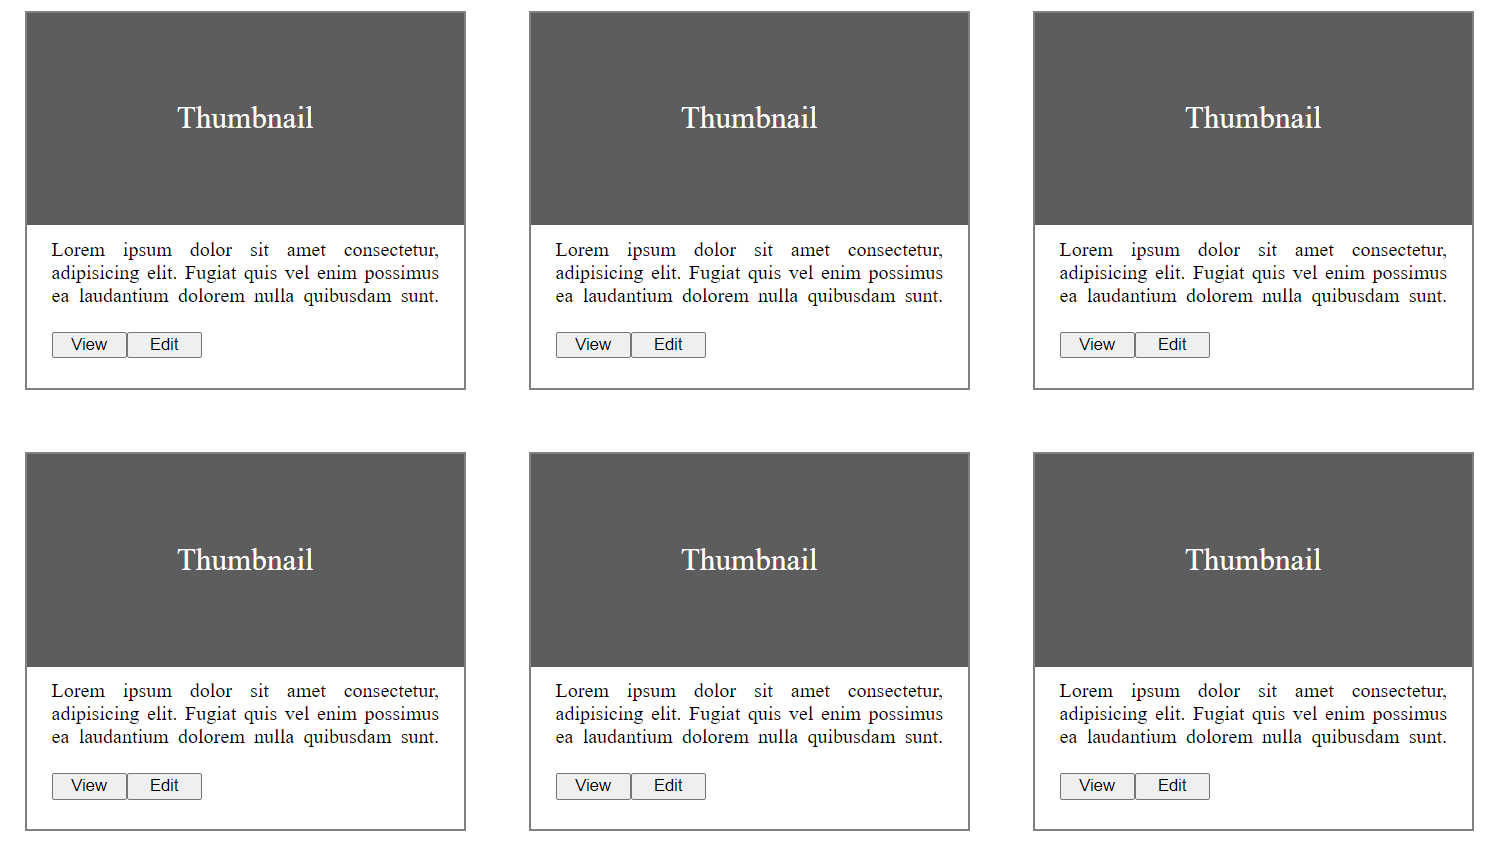 Thumbnail
Lorem ipsum dolor sit amet consectetur,
adipisicing elit. Fugiat quis vel enim possimus
ea laudantium dolorem nulla quibusdam sunt.
View Edit
Thumbnail
Lorem ipsum dolor sit amet consectetur,
adipisicing elit. Fugiat quis vel enim possimus
ea laudantium dolorem nulla quibusdam sunt.
View Edit
Thumbnail
Lorem ipsum dolor sit amet consectetur,
adipisicing elit. Fugiat quis vel enim possimus
ea laudantium dolorem nulla quibusdam sunt.
View Edit
Thumbnail
Lorem ipsum dolor sit amet consectetur,
adipisicing elit. Fugiat quis vel enim possimus
ea laudantium dolorem nulla quibusdam sunt.
View Edit
Thumbnail
Lorem ipsum dolor sit amet consectetur,
adipisicing elit. Fugiat quis vel enim possimus
ea laudantium dolorem nulla quibusdam sunt.
View Edit
Thumbnail
Lorem ipsum dolor sit amet consectetur,
adipisicing elit. Fugiat quis vel enim possimus
ea laudantium dolorem nulla quibusdam sunt.
View Edit